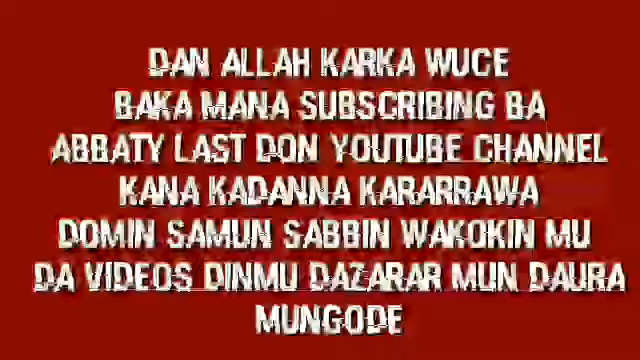 DAN ALLAH KARKA WUCE
BAKA MANA SUBSCRIBING BA
ABBATY LAST DON YOUTUBE CHANNEL
KANA KADANNA KARARRAWA
DOMIN SAMUN SABBIN WAKOKIN MU
DA VIDEOS DINMU DAZARAR MUN DAURA
MUNGODE